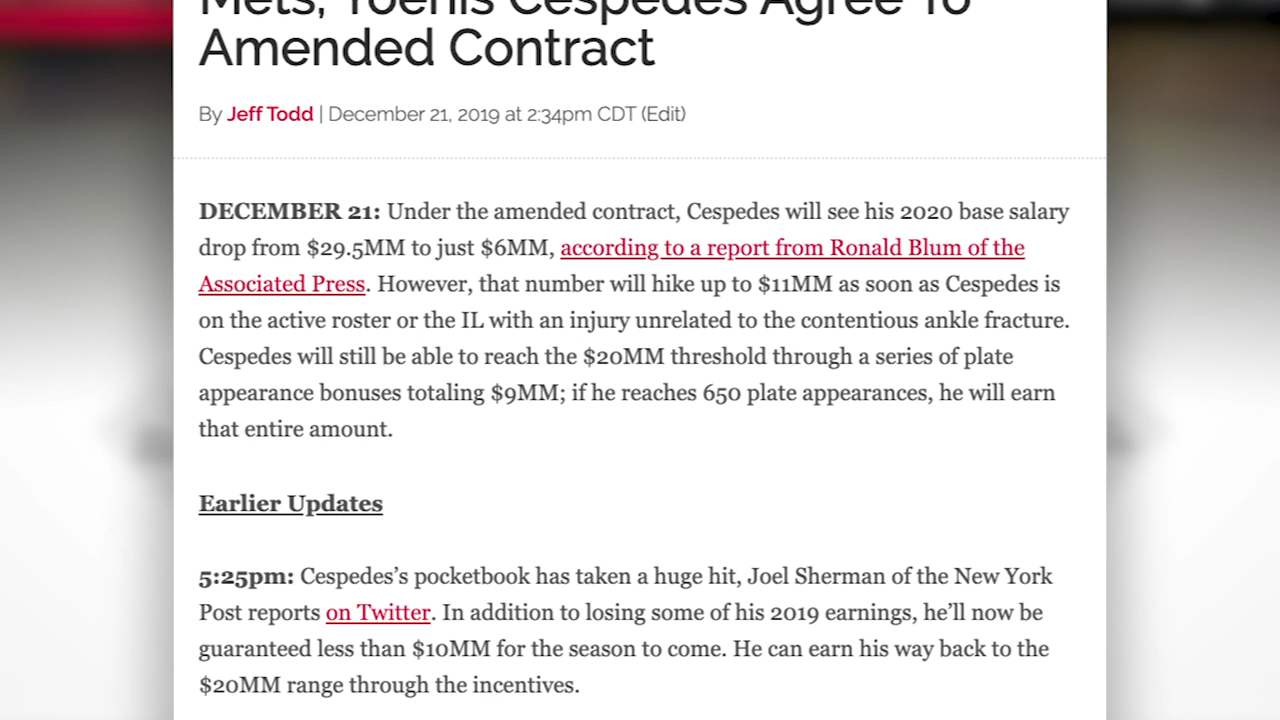 Mets, Yoenis Cespedes Agree To
Amended Contract
By Jeff Todd | December 21, 2019 at 2:34pm CDT (Edit)
DECEMBER 21: Under the amended contract, Cespedes will see his 2020 base salary
drop from $29.5MM to just $6MM, according to a report from Ronald Blum of the
Associated Press. However, that number will hike up to $11MM as soon as Cespedes is
on the active roster or the IL with an injury unrelated to the contentious ankle fracture.
Cespedes will still be able to reach the $20MM threshold through a series of plate
appearance bonuses totaling $9MM; if he reaches 650 plate appearances, he will earn
that entire amount.
Earlier Updates
5:25pm: Cespedes’s pocketbook has taken a huge hit, Joel Sherman of the New York
Post reports on Twitter. In addition to losing some of his 2019 earnings, he’ll now be
guaranteed less than $10MM for the season to come. He can earn his way back to the
$20MM range through the incentives.